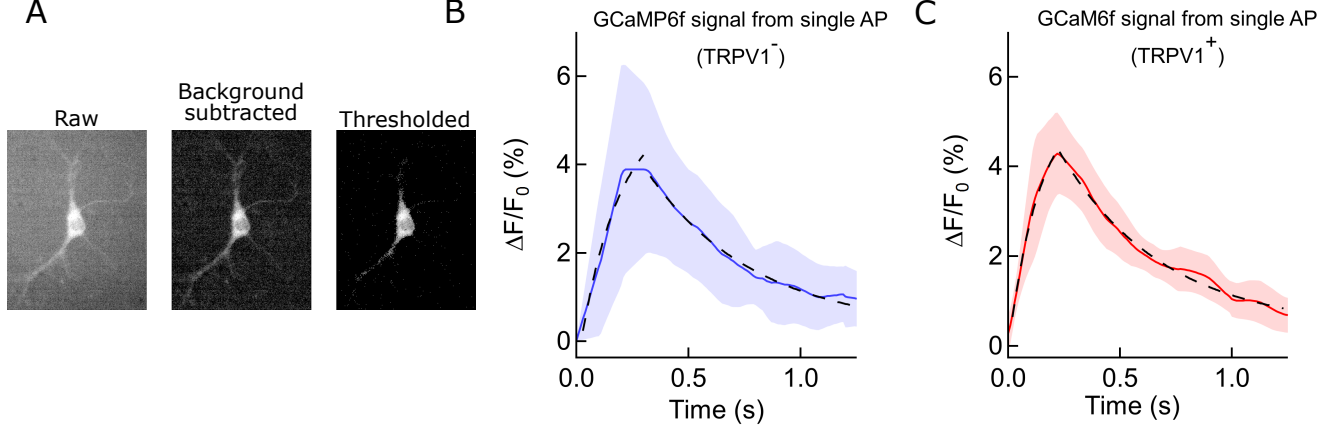 A
Raw
Background
subtracted
Thresholded
B
GCaMP6f signal from single AP
(TRPV1⁻)
ΔF/F₀ (%)
6
4
2
0
0.0 0.5 1.0
Time (s)
C
GCaM6f signal from single AP
(TRPV1⁺)
ΔF/F₀ (%)
6
4
2
0
0.0 0.5 1.0
Time (s)